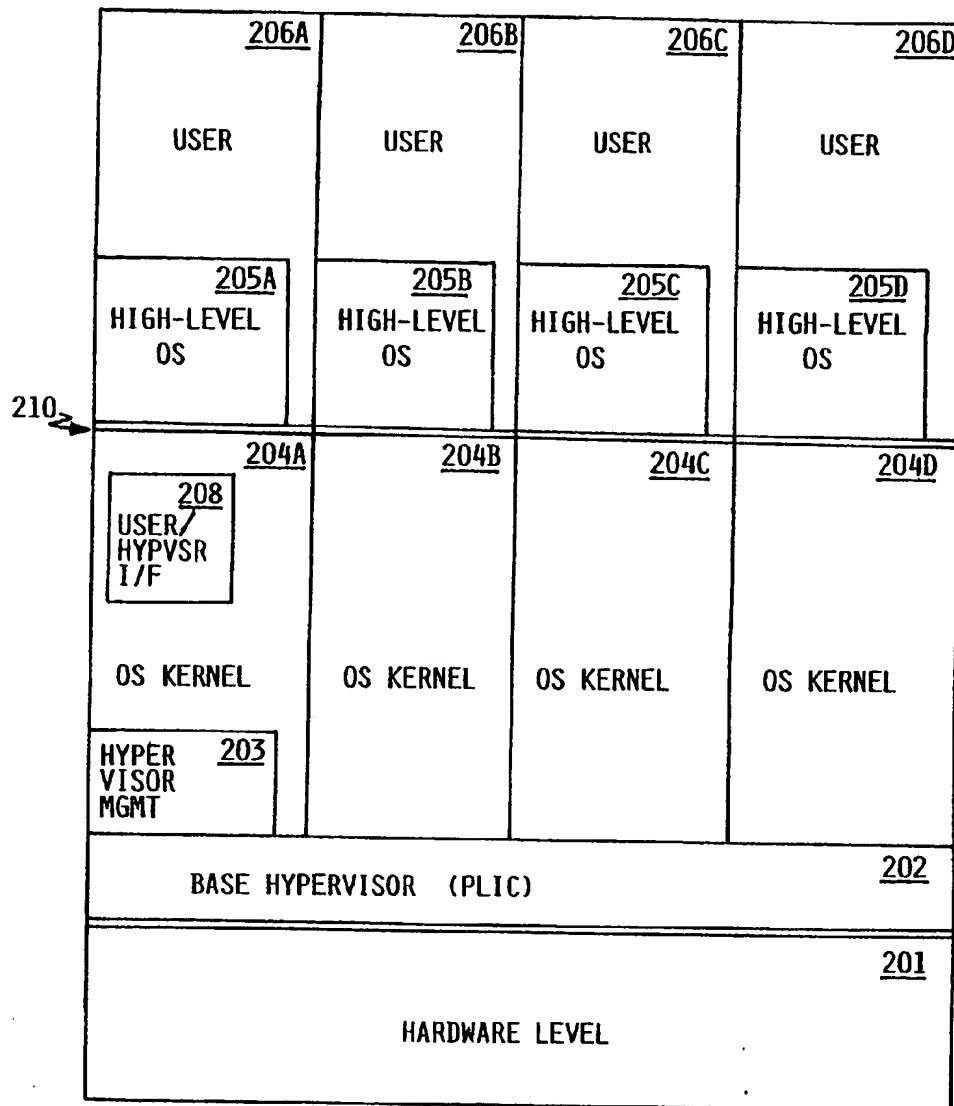 206A 206B 206C 206D
USER USER USER USER
205A 205B 205C 205D
HIGH-LEVEL HIGH-LEVEL HIGH-LEVEL HIGH-LEVEL
OS OS OS OS
210
204A 204B 204C 204D
208
USER/
HYPVSR
I/F
OS KERNEL OS KERNEL OS KERNEL OS KERNEL
HYPER 203
VISOR
MGMT
202
BASE HYPERVISOR (PLIC)
201
HARDWARE LEVEL